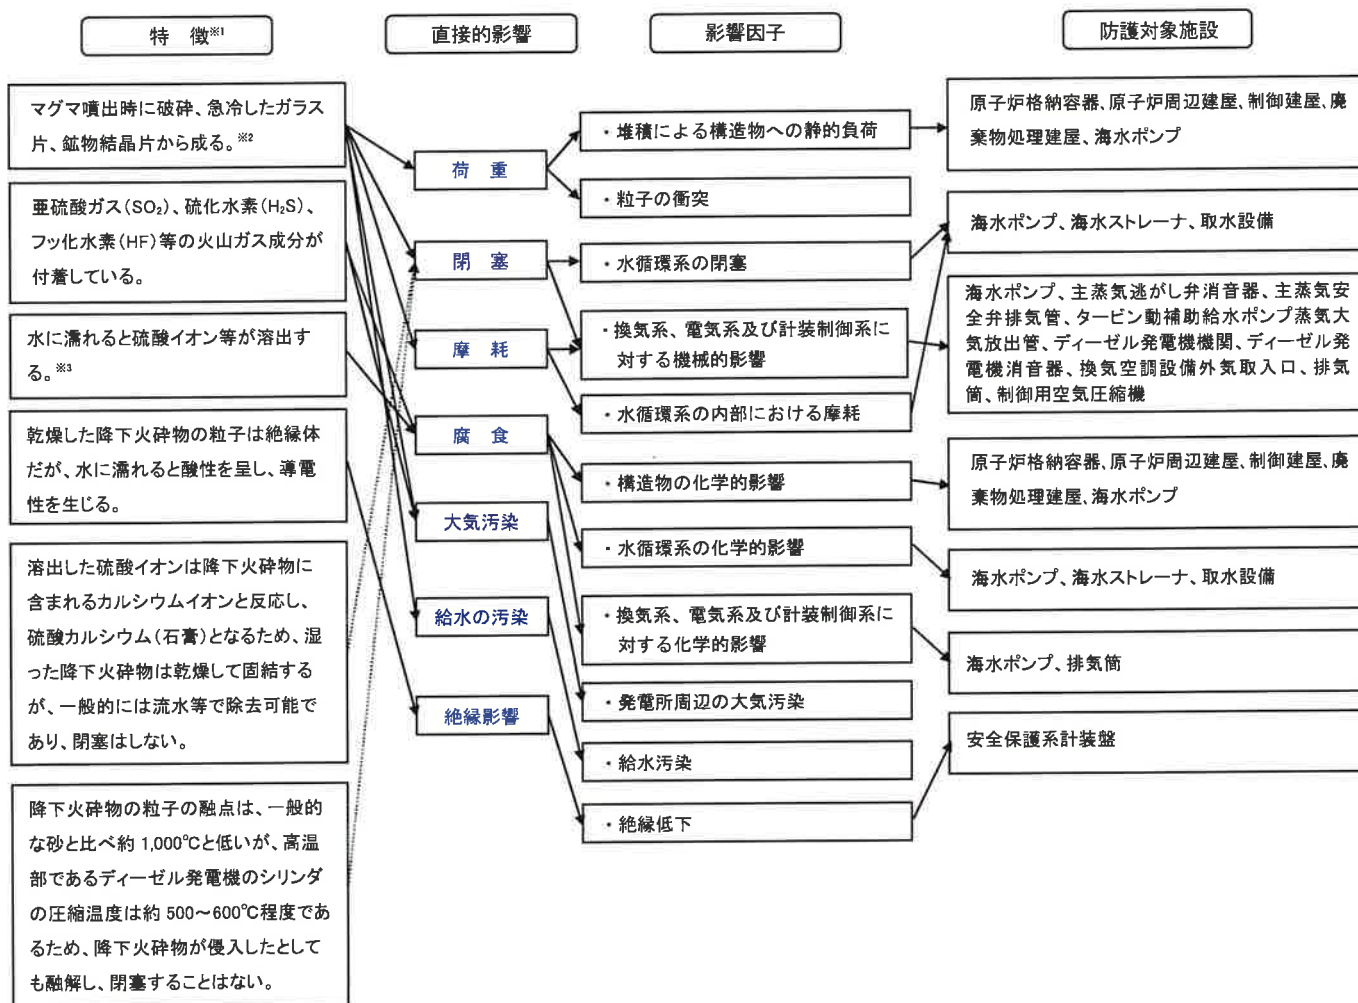 特　徴※1
直接的影響
影響因子
防護対象施設
マグマ噴出時に破砕、急冷したガラス
片、鉱物結晶片から成る。※2
亜硫酸ガス(SO₂)、硫化水素(H₂S)、
フッ化水素(HF)等の火山ガス成分が
付着している。
水に濡れると硫酸イオン等が溶出す
る。※3
乾燥した降下火砕物の粒子は絶縁体
だが、水に濡れると酸性を呈し、導電
性を生じる。
溶出した硫酸イオンは降下火砕物に
含まれるカルシウムイオンと反応し、
硫酸カルシウム(石膏)となるため、湿
った降下火砕物は乾燥して固結する
が、一般的には流水等で除去可能で
あり、閉塞はしない。
降下火砕物の粒子の融点は、一般的
な砂と比べ約1,000℃と低いが、高温
部であるディーゼル発電機のシリンダ
の圧縮温度は約500～600℃程度であ
るため、降下火砕物が侵入したとして
も融解し、閉塞することはない。
荷　重
閉　塞
摩　耗
腐　食
大気汚染
給水の汚染
絶縁影響
・堆積による構造物への静的負荷
・粒子の衝突
・水循環系の閉塞
・換気系、電気系及び計装制御系に
対する機械的影響
・水循環系の内部における摩耗
・構造物の化学的影響
・水循環系の化学的影響
・換気系、電気系及び計装制御系に
対する化学的影響
・発電所周辺の大気汚染
・給水汚染
・絶縁低下
原子炉格納容器、原子炉周辺建屋、制御建屋、廃
棄物処理建屋、海水ポンプ
海水ポンプ、海水ストレーナ、取水設備
海水ポンプ、主蒸気逃がし弁消音器、主蒸気安
全弁排気管、タービン動補助給水ポンプ蒸気大
気放出管、ディーゼル発電機機関、ディーゼル発
電機消音器、換気空調設備外気取入口、排気
筒、制御用空気圧縮機
原子炉格納容器、原子炉周辺建屋、制御建屋、廃
棄物処理建屋、海水ポンプ
海水ポンプ、海水ストレーナ、取水設備
海水ポンプ、排気筒
安全保護系計装盤